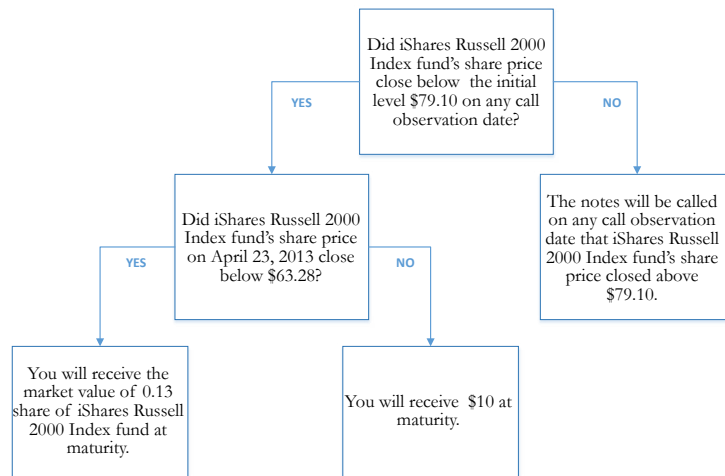 Did iShares Russell 2000
Index fund's share price
close below the initial
level $79.10 on any call
observation date?
YES
NO
Did iShares Russell 2000
Index fund's share price
on April 23, 2013 close
below $63.28?
The notes will be called
on any call observation
date that iShares Russell
2000 Index fund's share
price closed above
$79.10.
YES
NO
You will receive the
market value of 0.13
share of iShares Russell
2000 Index fund at
maturity.
You will receive $10 at
maturity.